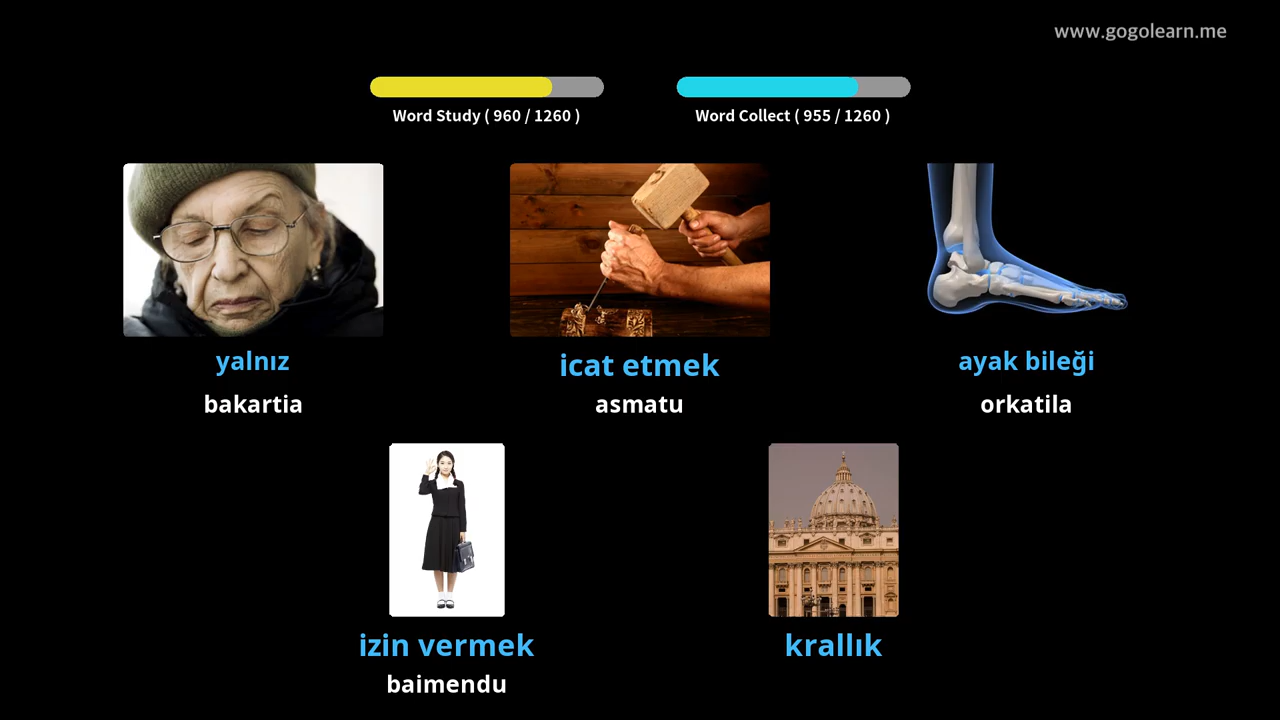 www.gogolearn.me
Word Study ( 960 / 1260 )
Word Collect ( 955 / 1260 )
yalnız
bakartia
icat etmek
asmatu
ayak bileği
orkatila
izin vermek
baimendu
krallık